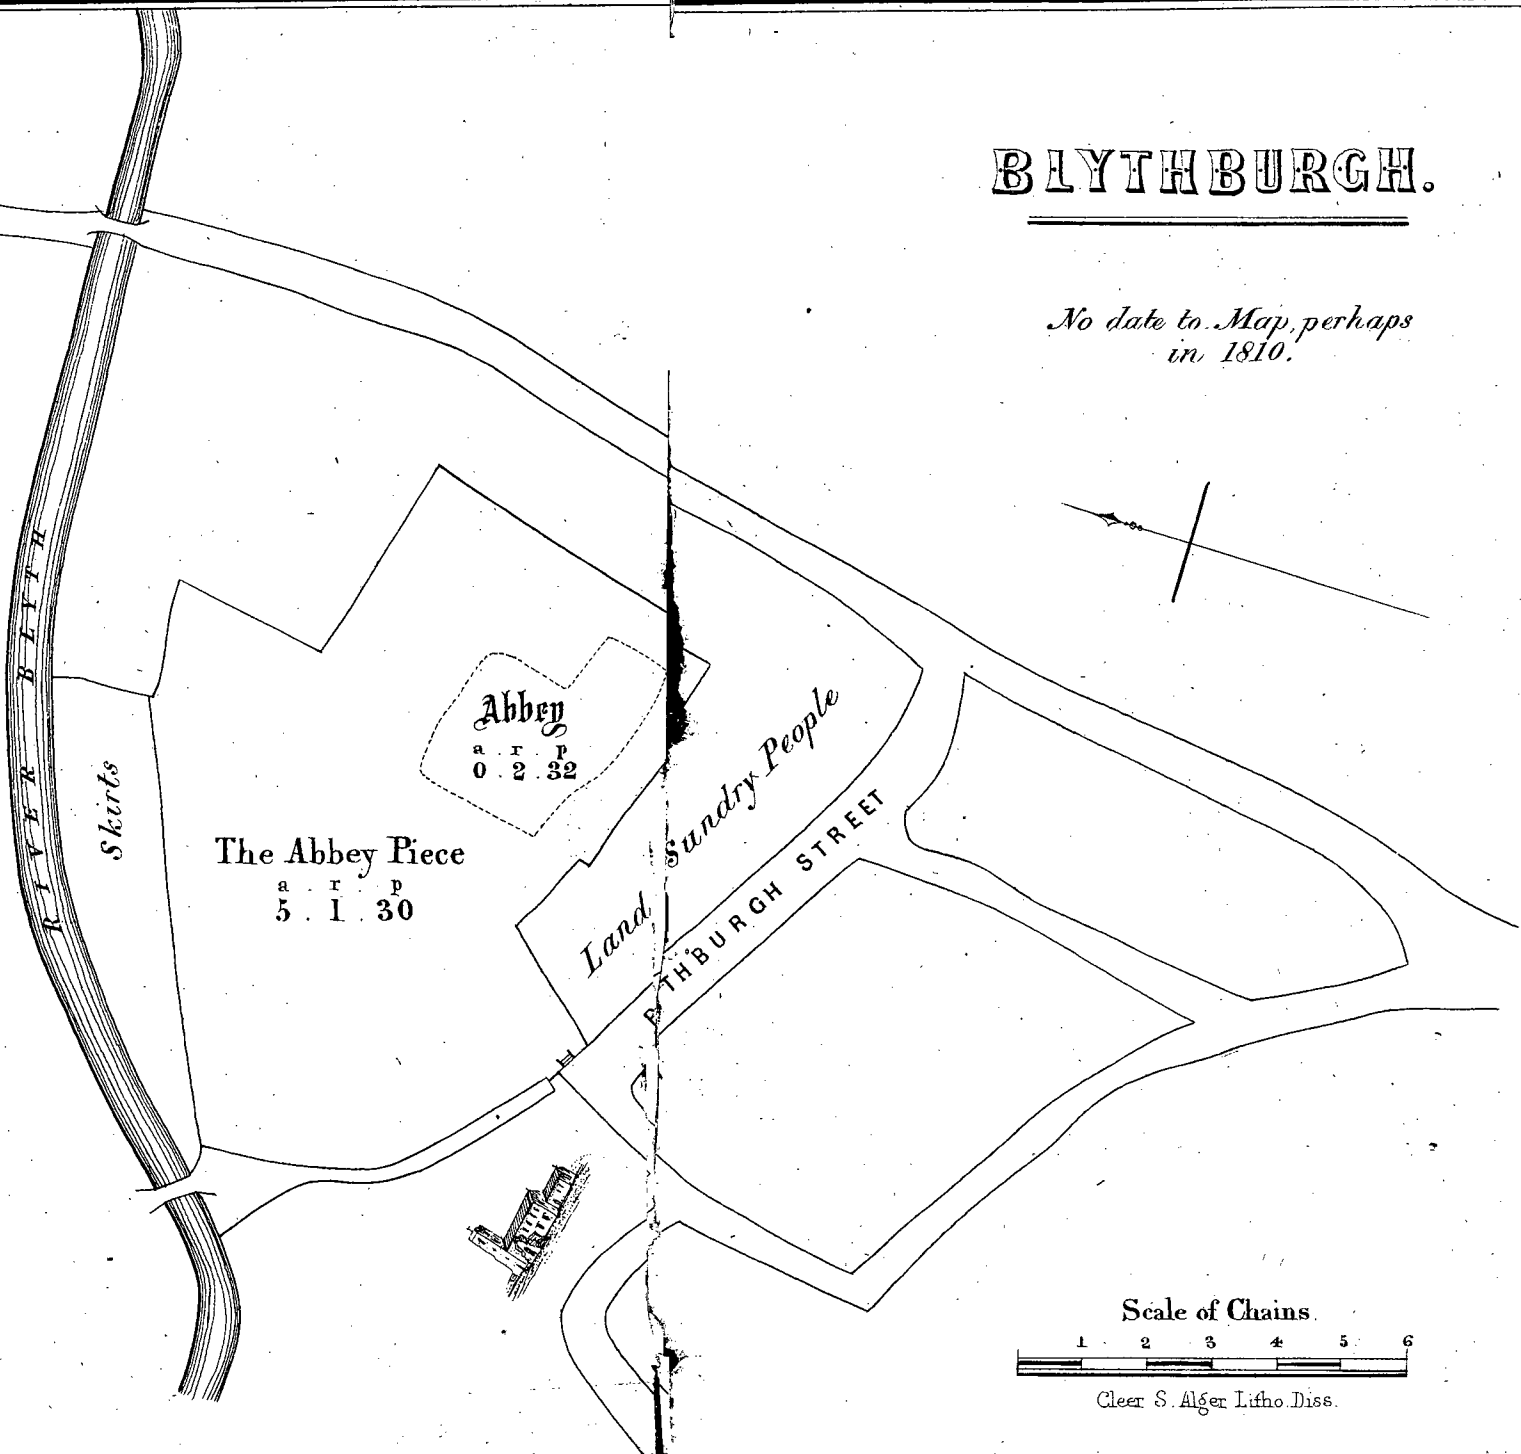 BLYTHBURGH.
No date to Map, perhaps
in 1810.
RIVER BLYTH
Skirts
Abbey
a . r . p
0 . 2 . 32
The Abbey Piece
a . r . p
5 . 1 . 30
Land Sundry People
THBURGH STREET
Scale of Chains.
1 2 3 4 5 6
Cleer S. Alger Litho. Diss.